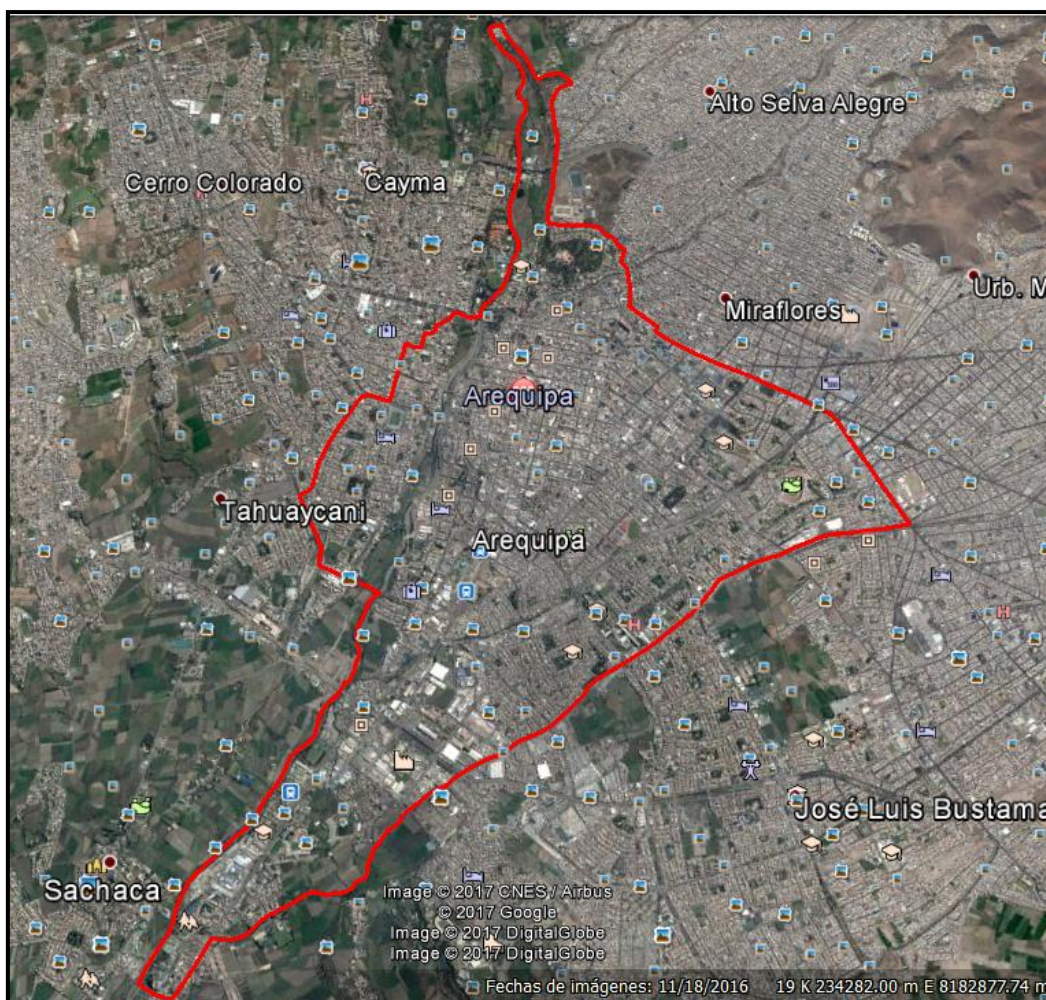 Alto Selva Alegre
Cerro Colorado
Cayma
Urb. M
Miraflores
Arequipa
Tahuaycani
Arequipa
José Luis Bustama
Sachaca
Image © 2017 CNES / Airbus
© 2017 Google
Image © 2017 DigitalGlobe
Image © 2017 DigitalGlobe
Fechas de imágenes: 11/18/2016 19 K 234282.00 m E 8182877.74 m